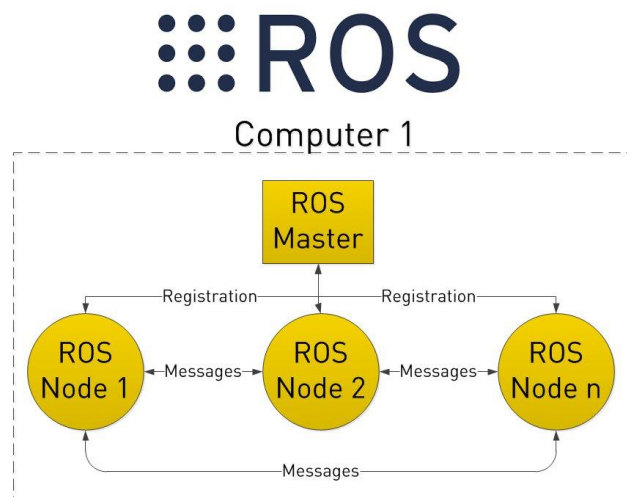 ROS
Computer 1
ROS
Master
Registration
Registration
ROS
Node 1
Messages
ROS
Node 2
Messages
ROS
Node n
Messages